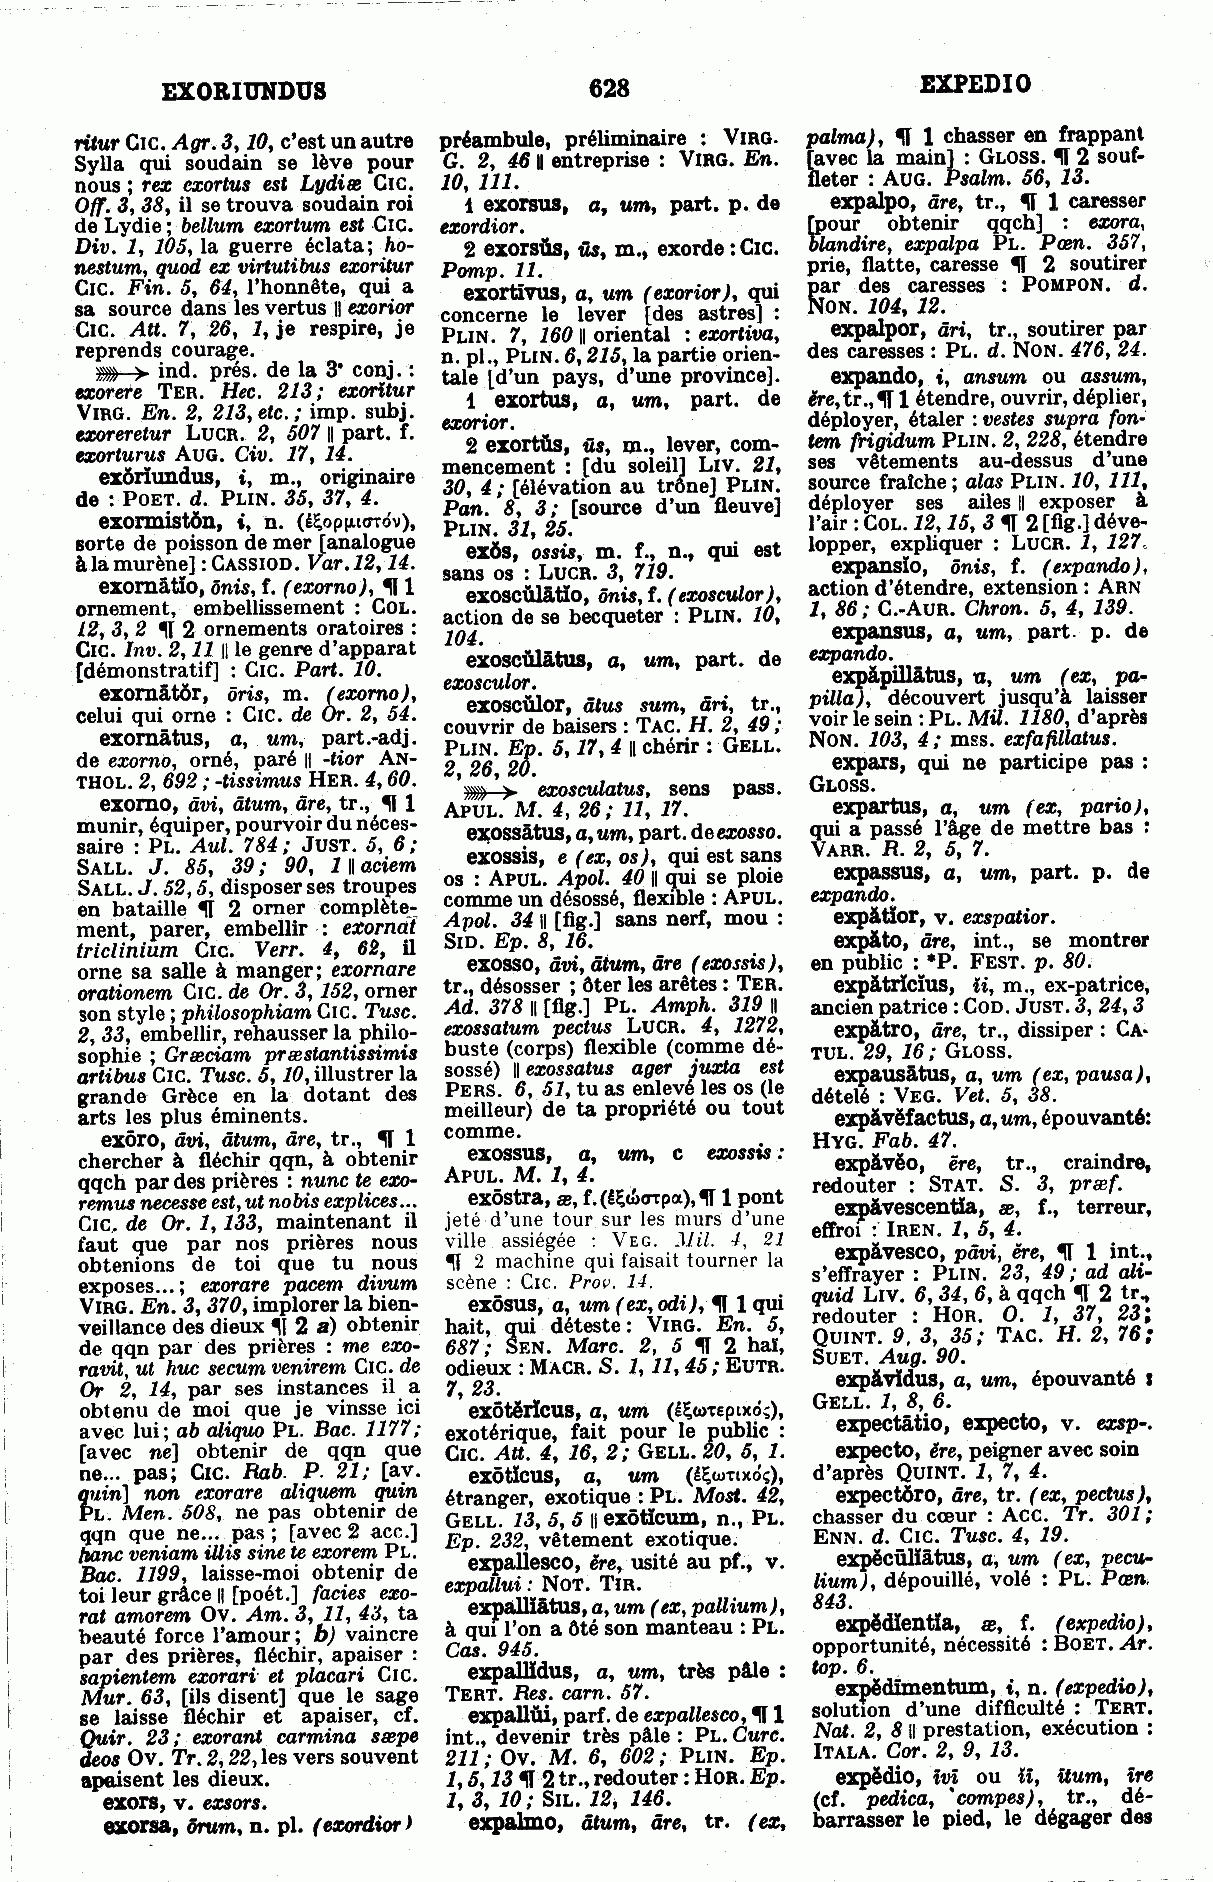 EXORIUNDUS
628
EXPEDIO
ritur CIC. Agr. 3, 10, c'est un autre
Sylla qui soudain se lève pour
nous ; rex exortus est Lydiæ CIC.
Off. 3, 38, il se trouva soudain roi
de Lydie ; bellum exortum est CIC.
Div. 1, 105, la guerre éclata ; ho-
nestum, quod ex virtutibus exoritur
CIC. Fin. 5, 64, l'honnête, qui a
sa source dans les vertus || exorior
CIC. Att. 7, 26, 1, je respire, je
reprends courage.
ind. prés. de la 3e conj. :
exorere TER. Hec. 213 ; exoritur
VIRG. En. 2, 213, etc. ; imp. subj.
exoreretur LUCR. 2, 507 || part. f.
exorturus AUG. Civ. 17, 14.
exŏrĭundus, i, m., originaire
de : POET. d. PLIN. 35, 37, 4.
exormistŏn, i, n. (ἐξορμιστόν),
sorte de poisson de mer [analogue
à la murène] : CASSIOD. Var. 12, 14.
exornātĭo, ōnis, f. (exorno), ¶ 1
ornement, embellissement : COL.
12, 3, 2 ¶ 2 ornements oratoires :
CIC. Inv. 2, 11 || le genre d'apparat
[démonstratif] : CIC. Part. 10.
exornātŏr, ōris, m. (exorno),
celui qui orne : CIC. de Or. 2, 54.
exornātus, a, um, part.-adj.
de exorno, orné, paré || -tior AN-
THOL. 2, 692 ; -tissimus HER. 4, 60.
exorno, āvi, ātum, āre, tr., ¶ 1
munir, équiper, pourvoir du néces-
saire : PL. Aul. 784 ; JUST. 5, 6 ;
SALL. J. 85, 39 ; 90, 1 || aciem
SALL. J. 52, 5, disposer ses troupes
en bataille ¶ 2 orner complète-
ment, parer, embellir : exornat
triclinium CIC. Verr. 4, 62, il
orne sa salle à manger ; exornare
orationem CIC. de Or. 3, 152, orner
son style ; philosophiam CIC. Tusc.
2, 33, embellir, rehausser la philo-
sophie ; Græciam præstantissimis
artibus CIC. Tusc. 5, 10, illustrer la
grande Grèce en la dotant des
arts les plus éminents.
exōro, āvi, ātum, āre, tr., ¶ 1
chercher à fléchir qqn, à obtenir
qqch par des prières : nunc te exo-
remus necesse est, ut nobis explices...
CIC. de Or. 1, 133, maintenant il
faut que par nos prières nous
obtenions de toi que tu nous
exposes... ; exorare pacem divum
VIRG. En. 3, 370, implorer la bien-
veillance des dieux ¶ 2 a) obtenir
de qqn par des prières : me exo-
ravit, ut huc secum venirem CIC. de
Or 2, 14, par ses instances il a
obtenu de moi que je vinsse ici
avec lui ; ab aliquo PL. Bac. 1177 ;
[avec ne] obtenir de qqn que
ne... pas ; CIC. Rab. P. 21 ; [av.
quin] non exorare aliquem quin
PL. Men. 508, ne pas obtenir de
qqn que ne... pas ; [avec 2 acc.]
hanc veniam illis sine te exorem PL.
Bac. 1199, laisse-moi obtenir de
toi leur grâce || [poét.] facies exo-
rat amorem OV. Am. 3, 11, 43, ta
beauté force l'amour ; b) vaincre
par des prières, fléchir, apaiser :
sapientem exorari et placari CIC.
Mur. 63, [ils disent] que le sage
se laisse fléchir et apaiser, cf.
Quir. 23 ; exorant carmina sæpe
deos OV. Tr. 2, 22, les vers souvent
apaisent les dieux.
exors, v. exsors.
exorsa, ōrum, n. pl. (exordior)
préambule, préliminaire : VIRG.
G. 2, 46 || entreprise : VIRG. En.
10, 111.
1 exorsus, a, um, part. p. de
exordior.
2 exorsŭs, ūs, m., exorde : CIC.
Pomp. 11.
exortīvus, a, um (exorior), qui
concerne le lever [des astres] :
PLIN. 7, 160 || oriental : exortiva,
n. pl., PLIN. 6, 215, la partie orien-
tale [d'un pays, d'une province].
1 exortus, a, um, part. de
exorior.
2 exortŭs, ūs, m., lever, com-
mencement : [du soleil] LIV. 21,
30, 4 ; [élévation au trône] PLIN.
Pan. 8, 3 ; [source d'un fleuve]
PLIN. 31, 25.
exŏs, ossis, m. f., n., qui est
sans os : LUCR. 3, 719.
exoscŭlātĭo, ōnis, f. (exosculor),
action de se becqueter : PLIN. 10,
104.
exoscŭlātus, a, um, part. de
exosculor.
exoscŭlor, ātus sum, āri, tr.,
couvrir de baisers : TAC. H. 2, 49 ;
PLIN. Ep. 5, 17, 4 || chérir : GELL.
2, 26, 20.
exosculatus, sens pass.
APUL. M. 4, 26 ; 11, 17.
exossātus, a, um, part. de exosso.
exossis, e (ex, os), qui est sans
os : APUL. Apol. 40 || qui se ploie
comme un désossé, flexible : APUL.
Apol. 34 || [fig.] sans nerf, mou :
SID. Ep. 8, 16.
exosso, āvi, ātum, āre (exossis),
tr., désosser ; ôter les arêtes : TER.
Ad. 378 || [fig.] PL. Amph. 319 ||
exossatum pectus LUCR. 4, 1272,
buste (corps) flexible (comme dé-
sossé) || exossatus ager juxta est
PERS. 6, 51, tu as enlevé les os (le
meilleur) de ta propriété ou tout
comme.
exossus, a, um, c exossis :
APUL. M. 1, 4.
exōstra, æ, f. (ἐξώστρα), ¶ 1 pont
jeté d'une tour sur les murs d'une
ville assiégée : VEG. Mil. 4, 21
¶ 2 machine qui faisait tourner la
scène : CIC. Prov. 14.
exōsus, a, um (ex, odi), ¶ 1 qui
hait, qui déteste : VIRG. En. 5,
687 ; SEN. Marc. 2, 5 ¶ 2 haï,
odieux : MACR. S. 1, 11, 45 ; EUTR.
7, 23.
exōtĕrĭcus, a, um (ἐξωτερικός),
exotérique, fait pour le public :
CIC. Att. 4, 16, 2 ; GELL. 20, 5, 1.
exōtĭcus, a, um (ἐξωτικός),
étranger, exotique : PL. Most. 42,
GELL. 13, 5, 5 || exōtĭcum, n., PL.
Ep. 232, vêtement exotique.
expallesco, ĕre, usité au pf., v.
expallui : NOT. TIR.
expallĭātus, a, um (ex, pallium),
à qui l'on a ôté son manteau : PL.
Cas. 945.
expallĭdus, a, um, très pâle :
TERT. Res. carn. 57.
expallŭi, parf. de expallesco, ¶ 1
int., devenir très pâle : PL. Curc.
211 ; OV. M. 6, 602 ; PLIN. Ep.
1, 5, 13 ¶ 2 tr., redouter : HOR. Ep.
1, 3, 10 ; SIL. 12, 146.
expalmo, ātum, āre, tr. (ex,
palma), ¶ 1 chasser en frappant
[avec la main] : GLOSS. ¶ 2 souf-
fleter : AUG. Psalm. 56, 13.
expalpo, āre, tr., ¶ 1 caresser
[pour obtenir qqch] : exora,
blandire, expalpa PL. Pœn. 357,
prie, flatte, caresse ¶ 2 soutirer
par des caresses : POMPON. d.
NON. 104, 12.
expalpor, āri, tr., soutirer par
des caresses : PL. d. NON. 476, 24.
expando, i, ansum ou assum,
ĕre, tr., ¶ 1 étendre, ouvrir, déplier,
déployer, étaler : vestes supra fon-
tem frigidum PLIN. 2, 228, étendre
ses vêtements au-dessus d'une
source fraîche ; alas PLIN. 10, 111,
déployer ses ailes || exposer à
l'air : COL. 12, 15, 3 ¶ 2 [fig.] déve-
lopper, expliquer : LUCR. 1, 127.
expansĭo, ōnis, f. (expando),
action d'étendre, extension : ARN
1, 86 ; C.-AUR. Chron. 5, 4, 139.
expansus, a, um, part. p. de
expando.
expăpillātus, a, um (ex, pa-
pilla), découvert jusqu'à laisser
voir le sein : PL. Mil. 1180, d'après
NON. 103, 4 ; mss. exfafillatus.
expars, qui ne participe pas :
GLOSS.
expartus, a, um (ex, pario),
qui a passé l'âge de mettre bas :
VARR. R. 2, 5, 7.
expassus, a, um, part. p. de
expando.
expătĭor, v. exspatior.
expăto, āre, int., se montrer
en public : *P. FEST. p. 80.
expātrĭcĭus, ĭi, m., ex-patrice,
ancien patrice : COD. JUST. 3, 24, 3
expătro, āre, tr., dissiper : CA-
TUL. 29, 16 ; GLOSS.
expausātus, a, um (ex, pausa),
dételé : VEG. Vet. 5, 38.
expăvĕfactus, a, um, épouvanté :
HYG. Fab. 47.
expăvĕo, ēre, tr., craindre,
redouter : STAT. S. 3, præf.
expăvescentĭa, æ, f., terreur,
effroi : IREN. 1, 5, 4.
expăvesco, pāvi, ĕre, ¶ 1 int.,
s'effrayer : PLIN. 23, 49 ; ad ali-
quid LIV. 6, 34, 6, à qqch ¶ 2 tr.,
redouter : HOR. O. 1, 37, 23 ;
QUINT. 9, 3, 35 ; TAC. H. 2, 76 ;
SUET. Aug. 90.
expăvĭdus, a, um, épouvanté :
GELL. 1, 8, 6.
expectātio, expecto, v. exsp-.
expecto, ĕre, peigner avec soin
d'après QUINT. 1, 7, 4.
expectŏro, āre, tr. (ex, pectus),
chasser du cœur : ACC. Tr. 301 ;
ENN. d. CIC. Tusc. 4, 19.
expĕcūlĭātus, a, um (ex, pecu-
lium), dépouillé, volé : PL. Pœn.
843.
expĕdĭentĭa, æ, f. (expedio),
opportunité, nécessité : BOET. Ar.
top. 6.
expĕdīmentum, i, n. (expedio),
solution d'une difficulté : TERT.
Nat. 2, 8 || prestation, exécution :
ITALA. Cor. 2, 9, 13.
expĕdio, īvī ou ĭī, ītum, īre
(cf. pedica, compes), tr., dé-
barrasser le pied, le dégager des